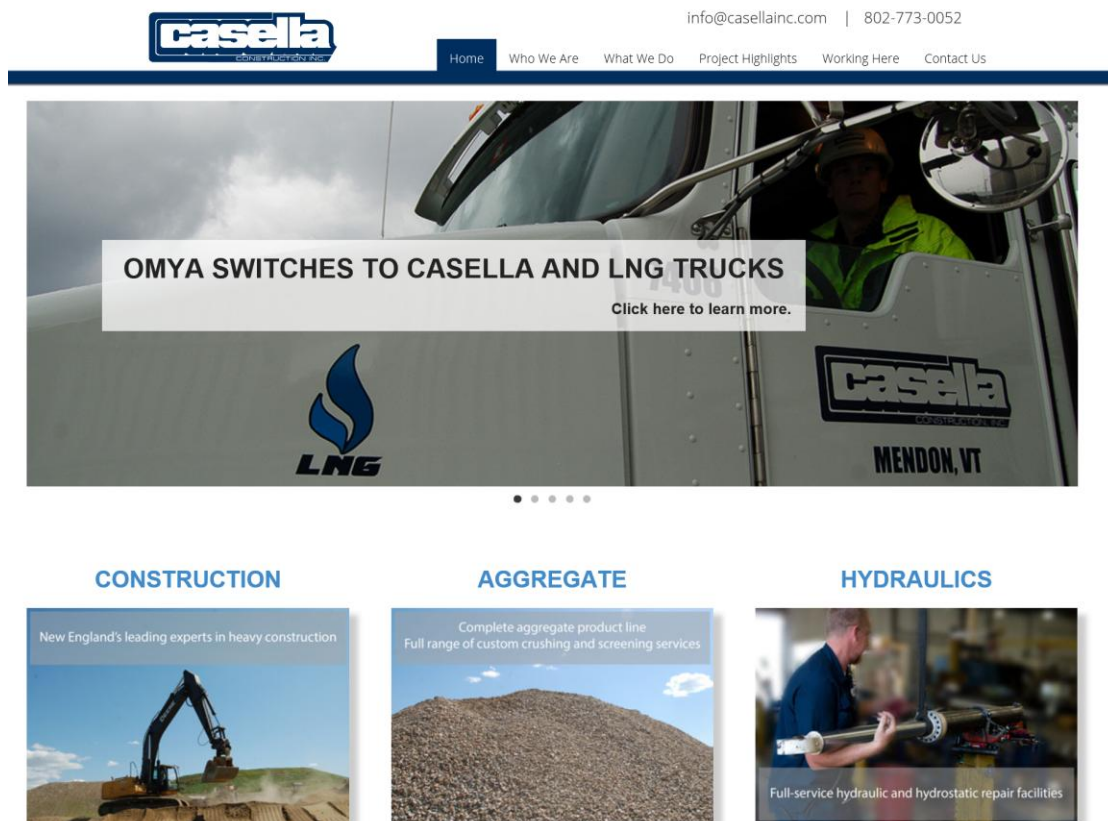 casella
CONSTRUCTION, INC.
info@casellainc.com | 802-773-0052
Home Who We Are What We Do Project Highlights Working Here Contact Us
OMYA SWITCHES TO CASELLA AND LNG TRUCKS
Click here to learn more.
LNG
casella
CONSTRUCTION, INC.
MENDON, VT
CONSTRUCTION
AGGREGATE
HYDRAULICS
New England's leading experts in heavy construction
Complete aggregate product line
Full range of custom crushing and screening services
Full-service hydraulic and hydrostatic repair facilities